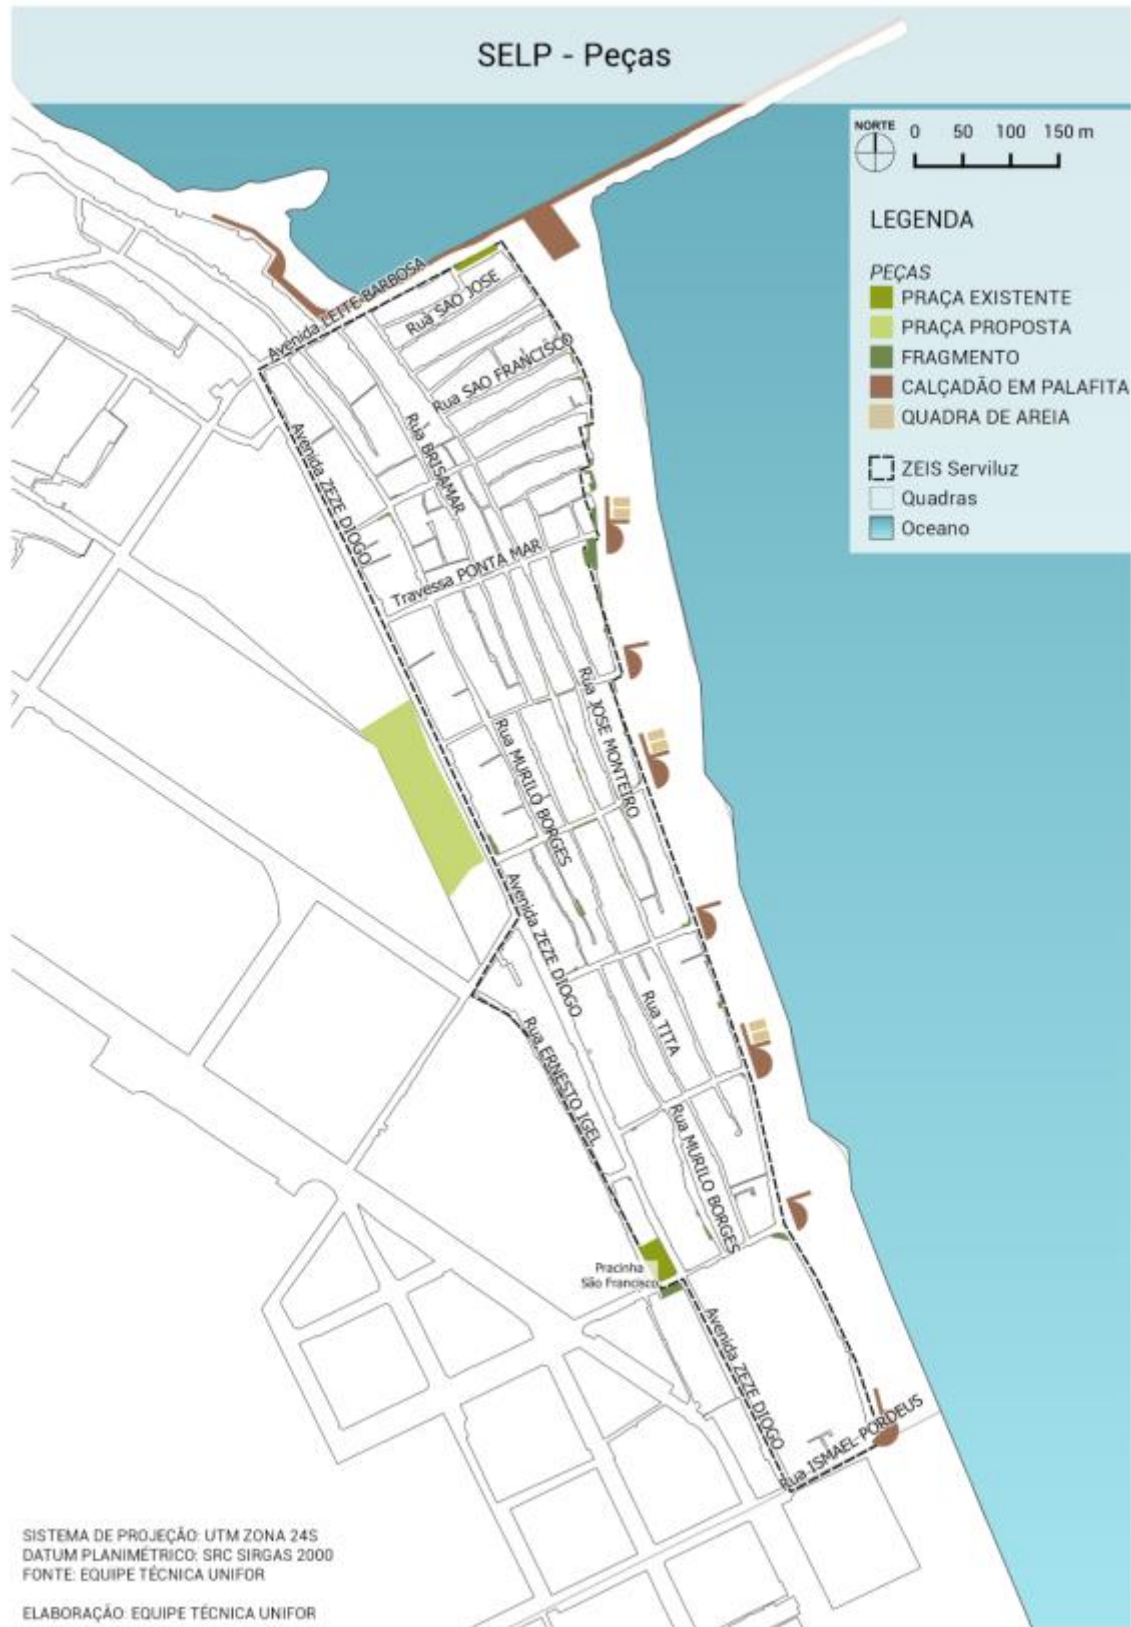 SELP - Peças
NORTE
0 50 100 150 m
LEGENDA
PEÇAS
PRAÇA EXISTENTE
PRAÇA PROPOSTA
FRAGMENTO
CALÇADÃO EM PALAFITA
QUADRA DE AREIA
ZEIS Serviluz
Quadras
Oceano
Avenida LEITE BARBOSA
Rua SAO JOSE
Rua SAO FRANCISCO
Rua BRISAMAR
Avenida ZEZE DIOGO
Travessa PONTA MAR
Rua JOSE MONTEIRO
Rua MURILO BORGES
Avenida ZEZE DIOGO
Rua TITA
Rua ERNESTO IGEL
Rua MURILO BORGES
Pracinha
São Francisco
Avenida ZEZE DIOGO
Rua ISMAEL PORDEUS
SISTEMA DE PROJEÇÃO: UTM ZONA 24S
DATUM PLANIMÉTRICO: SRC SIRGAS 2000
FONTE: EQUIPE TÉCNICA UNIFOR
ELABORAÇÃO: EQUIPE TÉCNICA UNIFOR